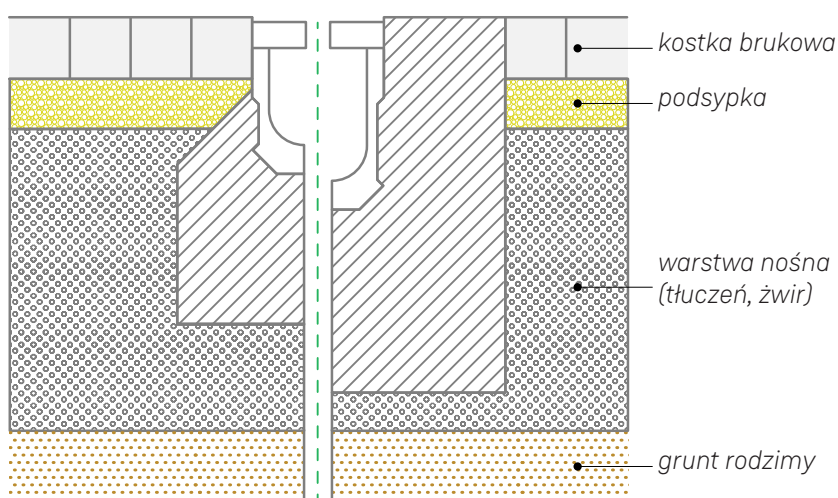 kostka brukowa
podsypka
warstwa nośna
(tłuczeń, żwir)
grunt rodzimy